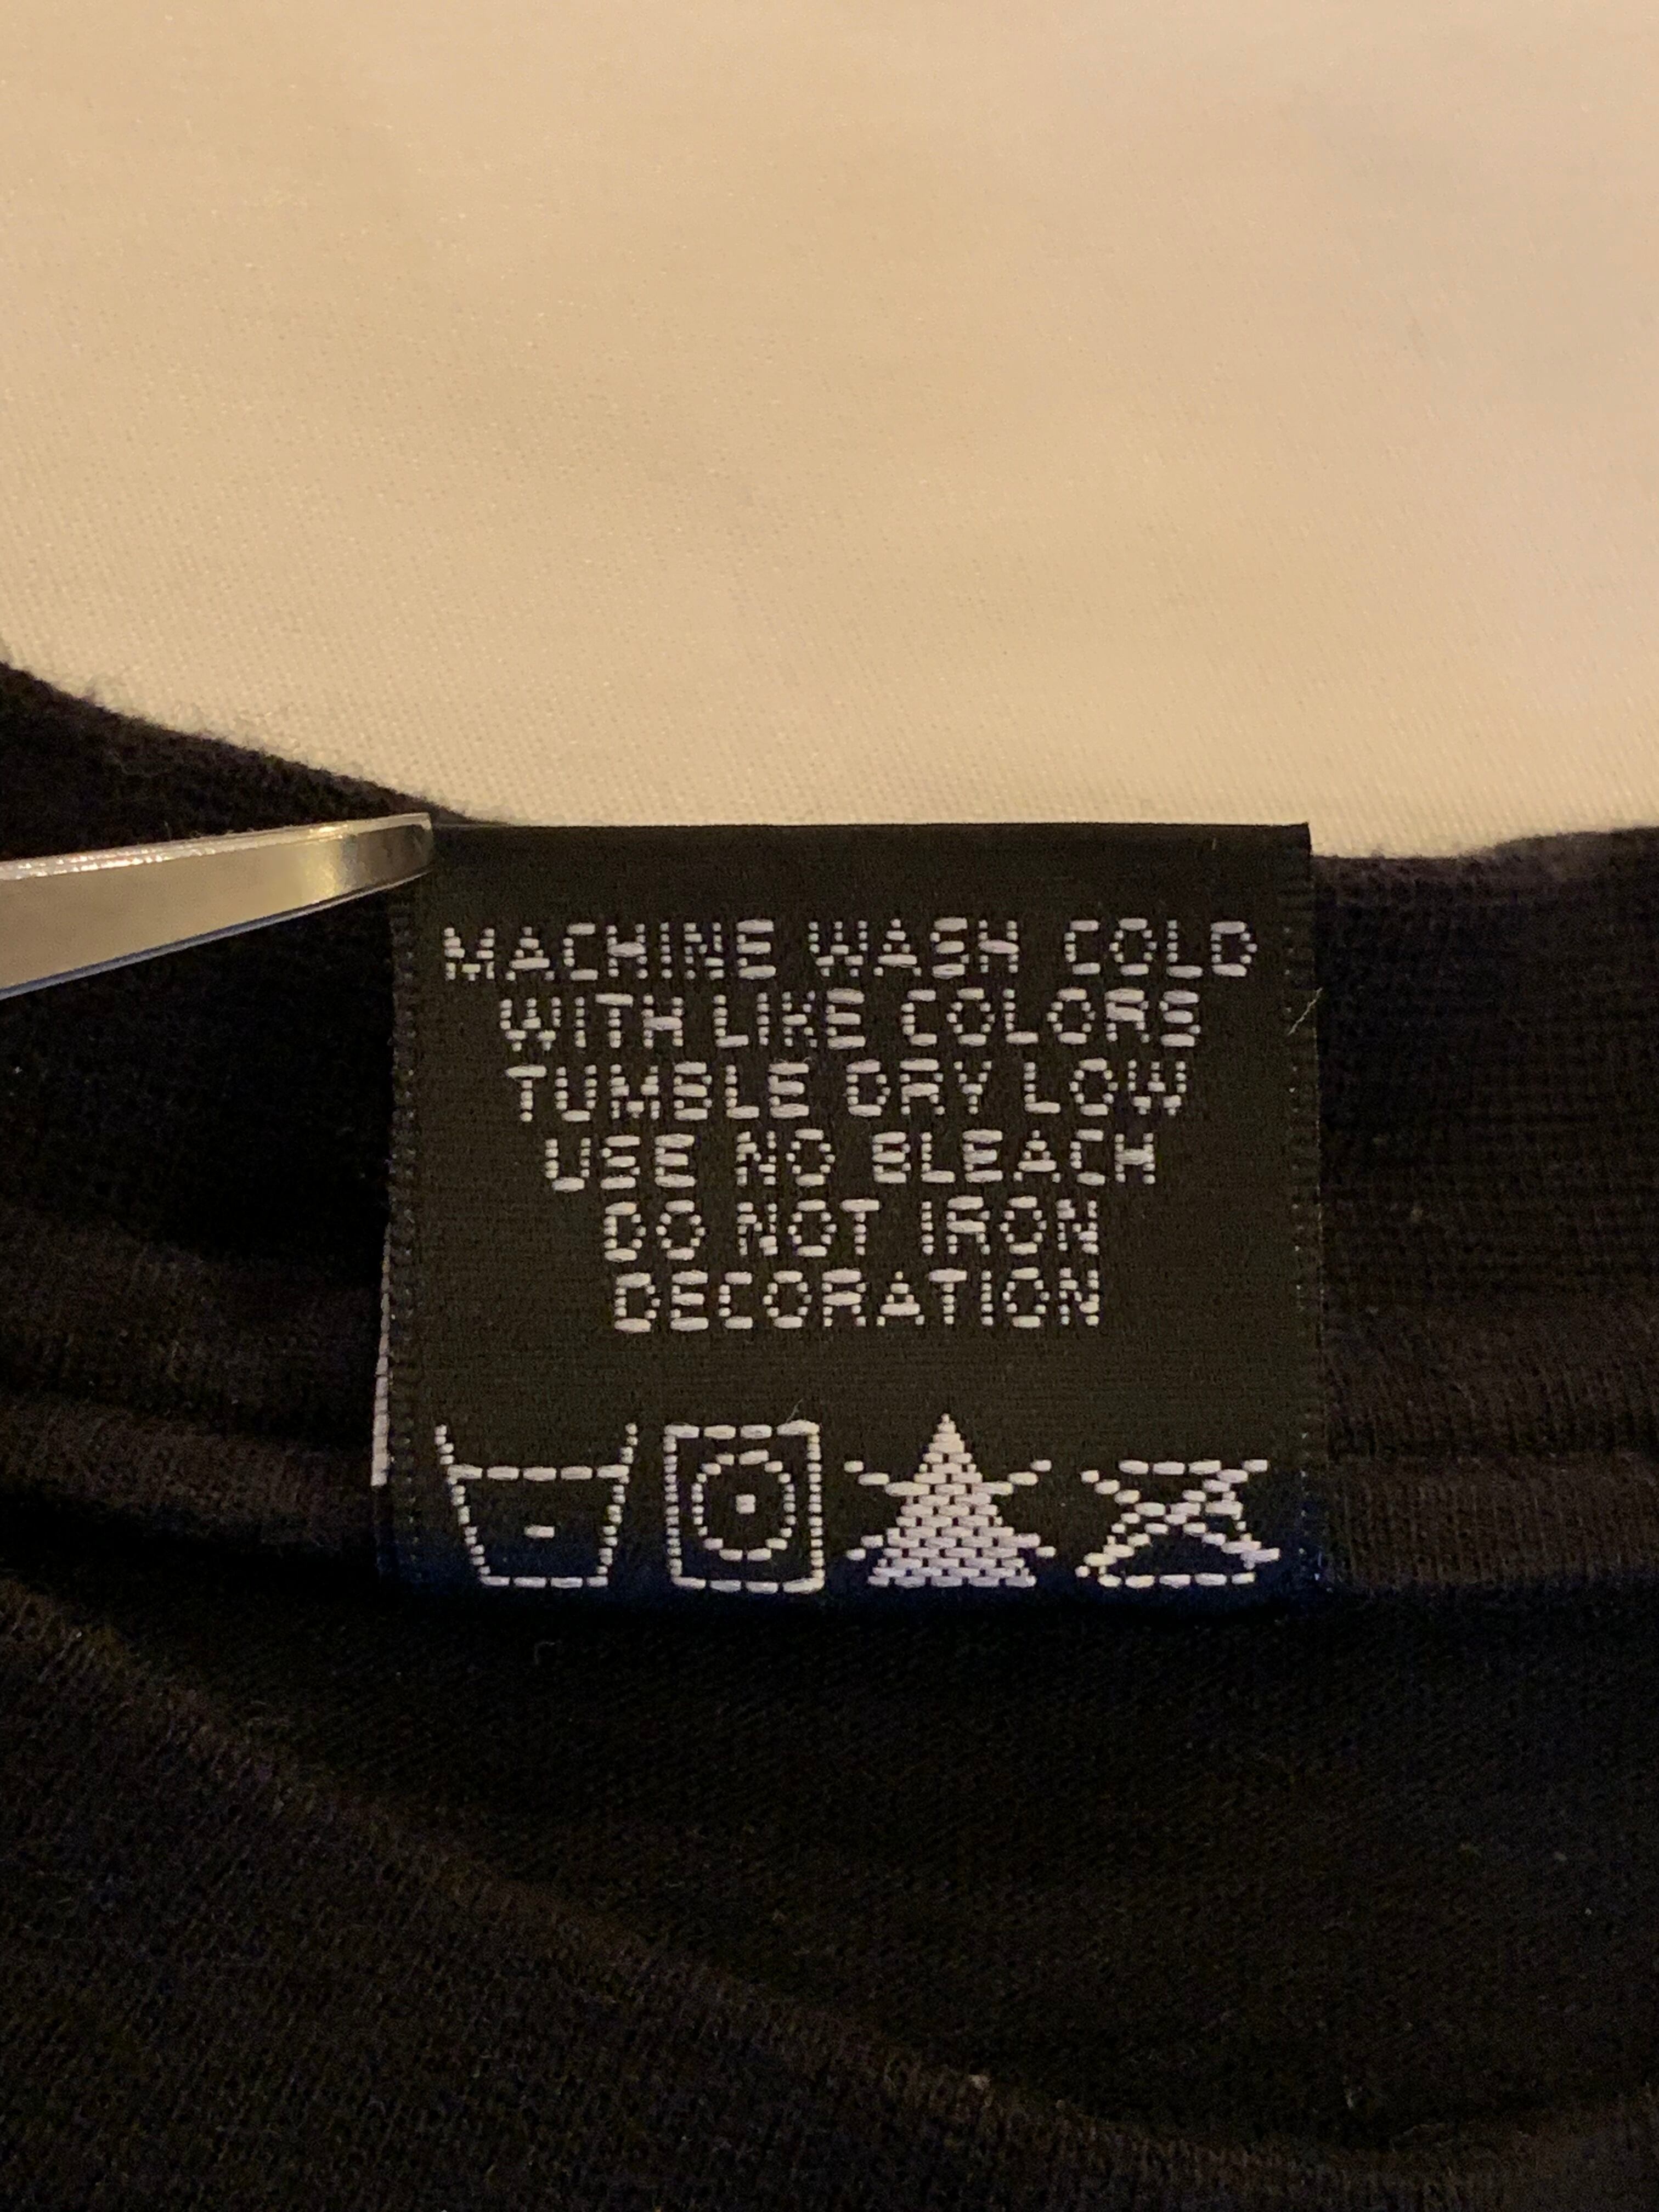 MACHINE WASH COLD
WITH LIKE COLORS
TUMBLE DRY LOW
USE NO BLEACH
DO NOT IRON
DECORATION